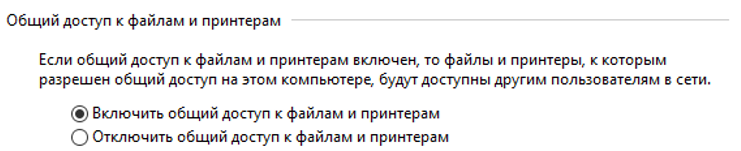 Общий доступ к файлам и принтерам
Если общий доступ к файлам и принтерам включен, то файлы и принтеры, к которым
разрешен общий доступ на этом компьютере, будут доступны другим пользователям в сети.
Включить общий доступ к файлам и принтерам
Отключить общий доступ к файлам и принтерам